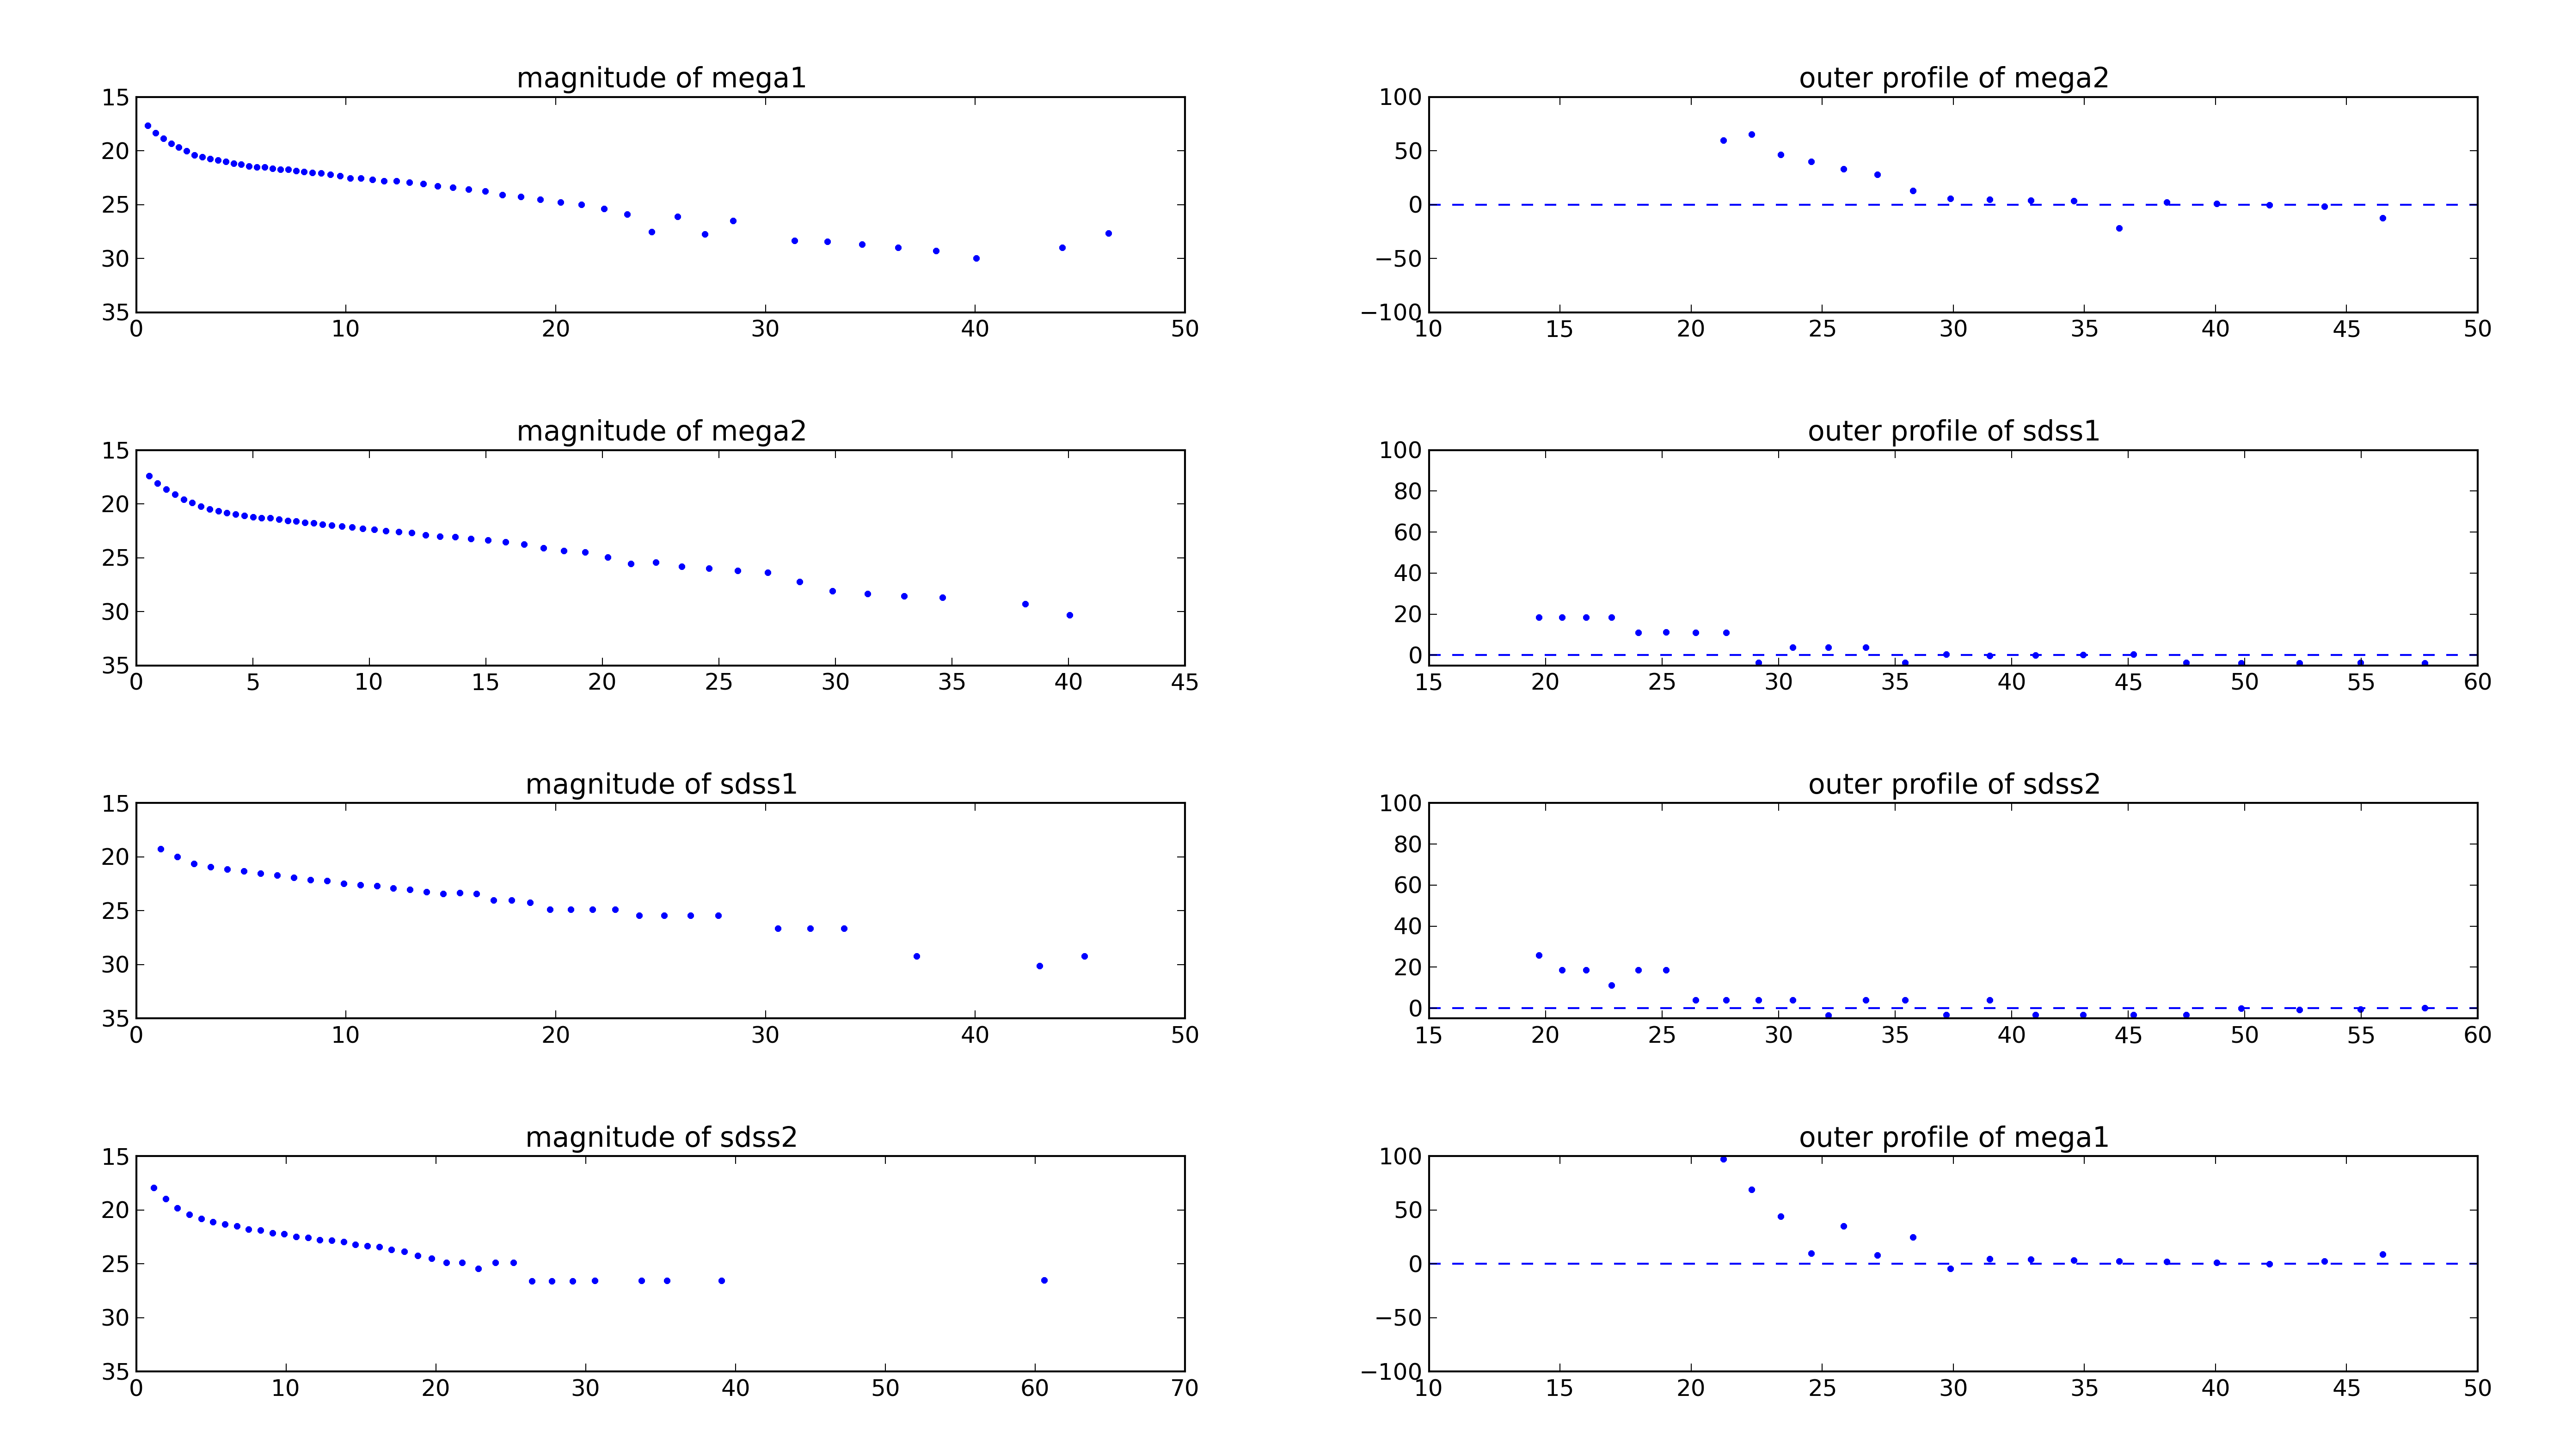 magnitude of mega1
15
20
25
30
35
0 10 20 30 40 50
outer profile of mega2
100
50
0
−50
−100
10 15 20 25 30 35 40 45 50
magnitude of mega2
15
20
25
30
35
0 5 10 15 20 25 30 35 40 45
outer profile of sdss1
100
80
60
40
20
0
15 20 25 30 35 40 45 50 55 60
magnitude of sdss1
15
20
25
30
35
0 10 20 30 40 50
outer profile of sdss2
100
80
60
40
20
0
15 20 25 30 35 40 45 50 55 60
magnitude of sdss2
15
20
25
30
35
0 10 20 30 40 50 60 70
outer profile of mega1
100
50
0
−50
−100
10 15 20 25 30 35 40 45 50